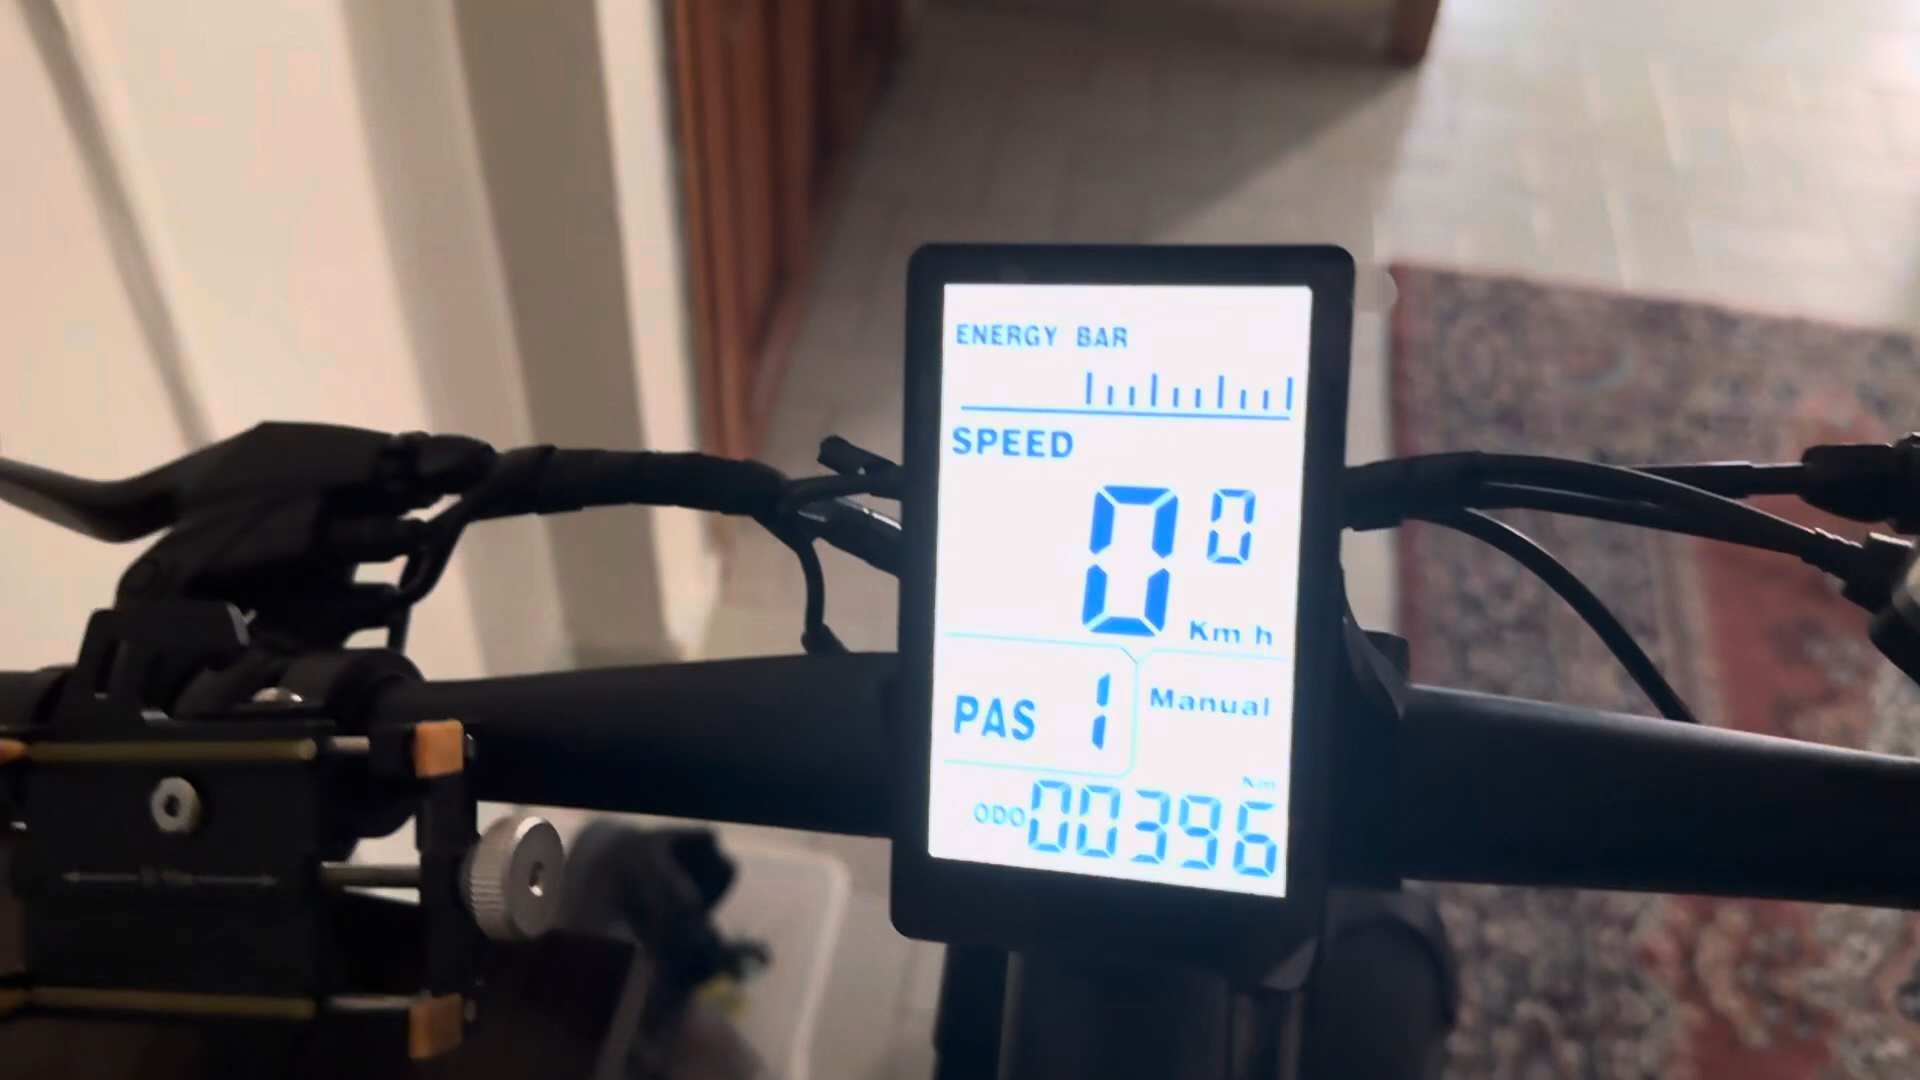 ENERGY BAR
SPEED
0 0
Km h
PAS 1
Manual
Km
ODO 00396